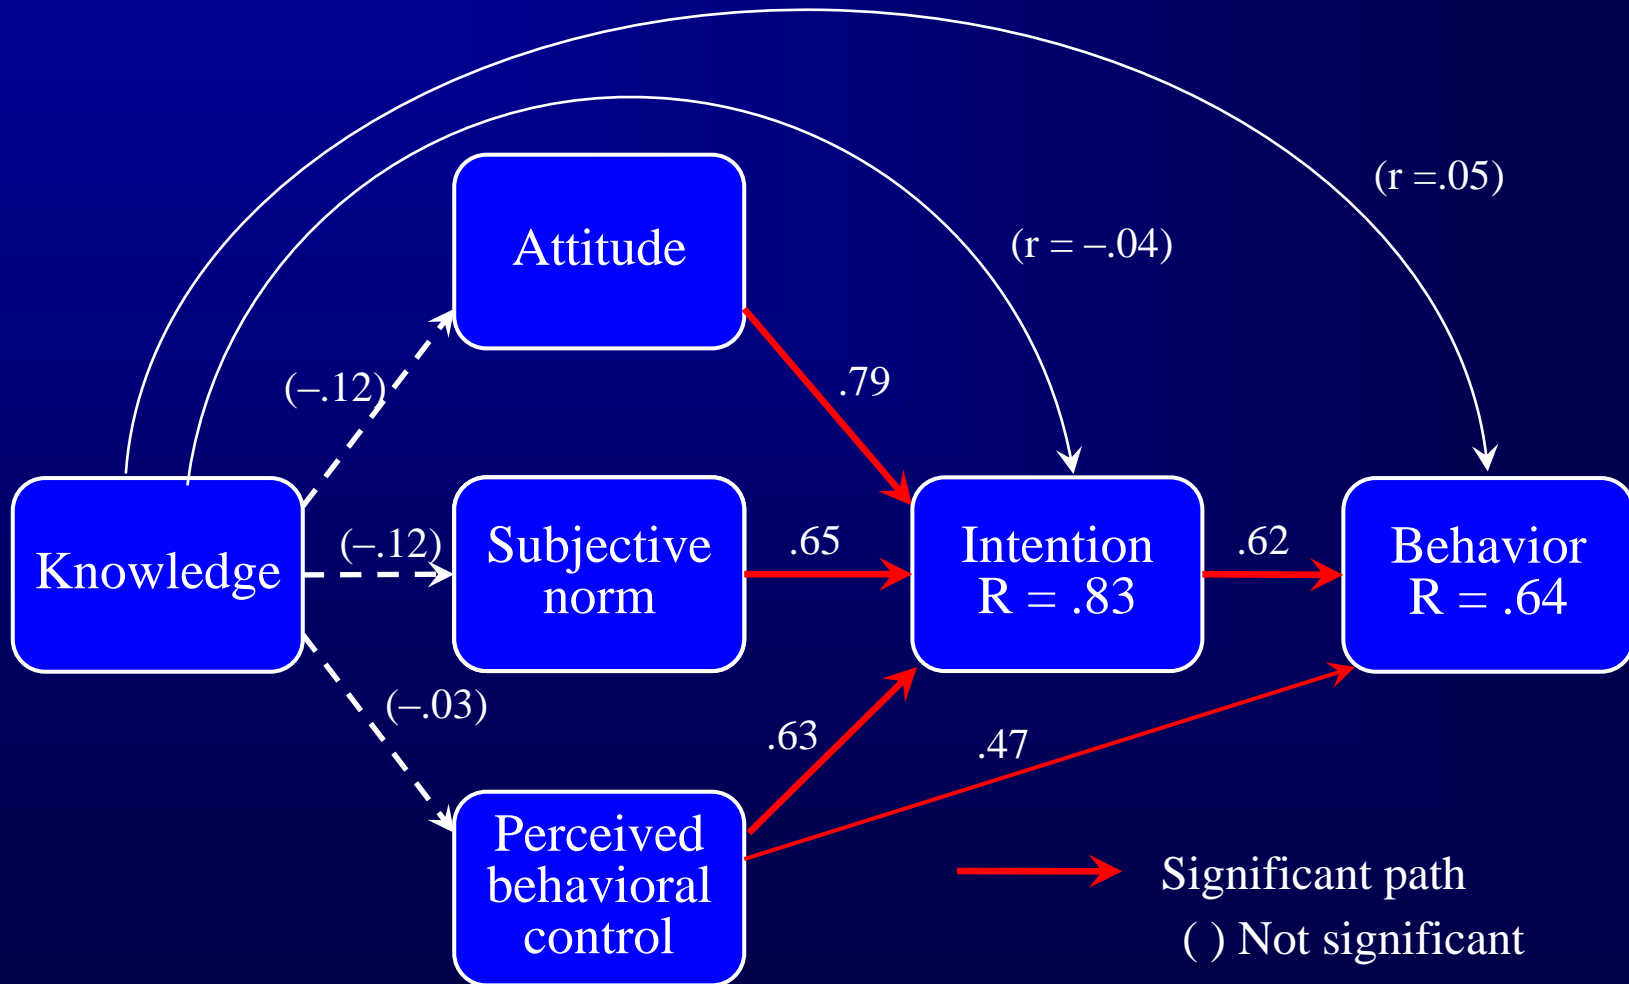 (r =.05)
(r = –.04)
Attitude
(–.12)
.79
Knowledge
(–.12)
Subjective
norm
.65
Intention
R = .83
.62
Behavior
R = .64
(–.03)
.63
.47
Perceived
behavioral
control
Significant path
( ) Not significant